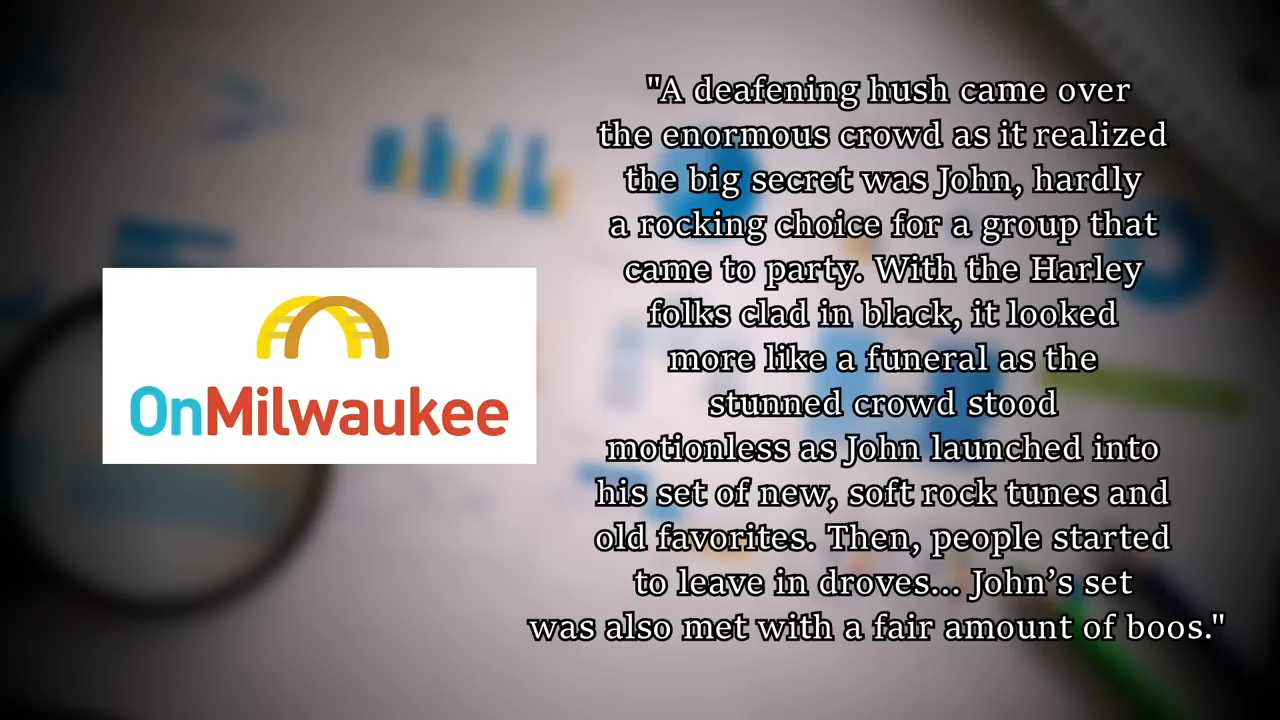 OnMilwaukee
"A deafening hush came over
the enormous crowd as it realized
the big secret was John, hardly
a rocking choice for a group that
came to party. With the Harley
folks clad in black, it looked
more like a funeral as the
stunned crowd stood
motionless as John launched into
his set of new, soft rock tunes and
old favorites. Then, people started
to leave in droves... John’s set
was also met with a fair amount of boos."